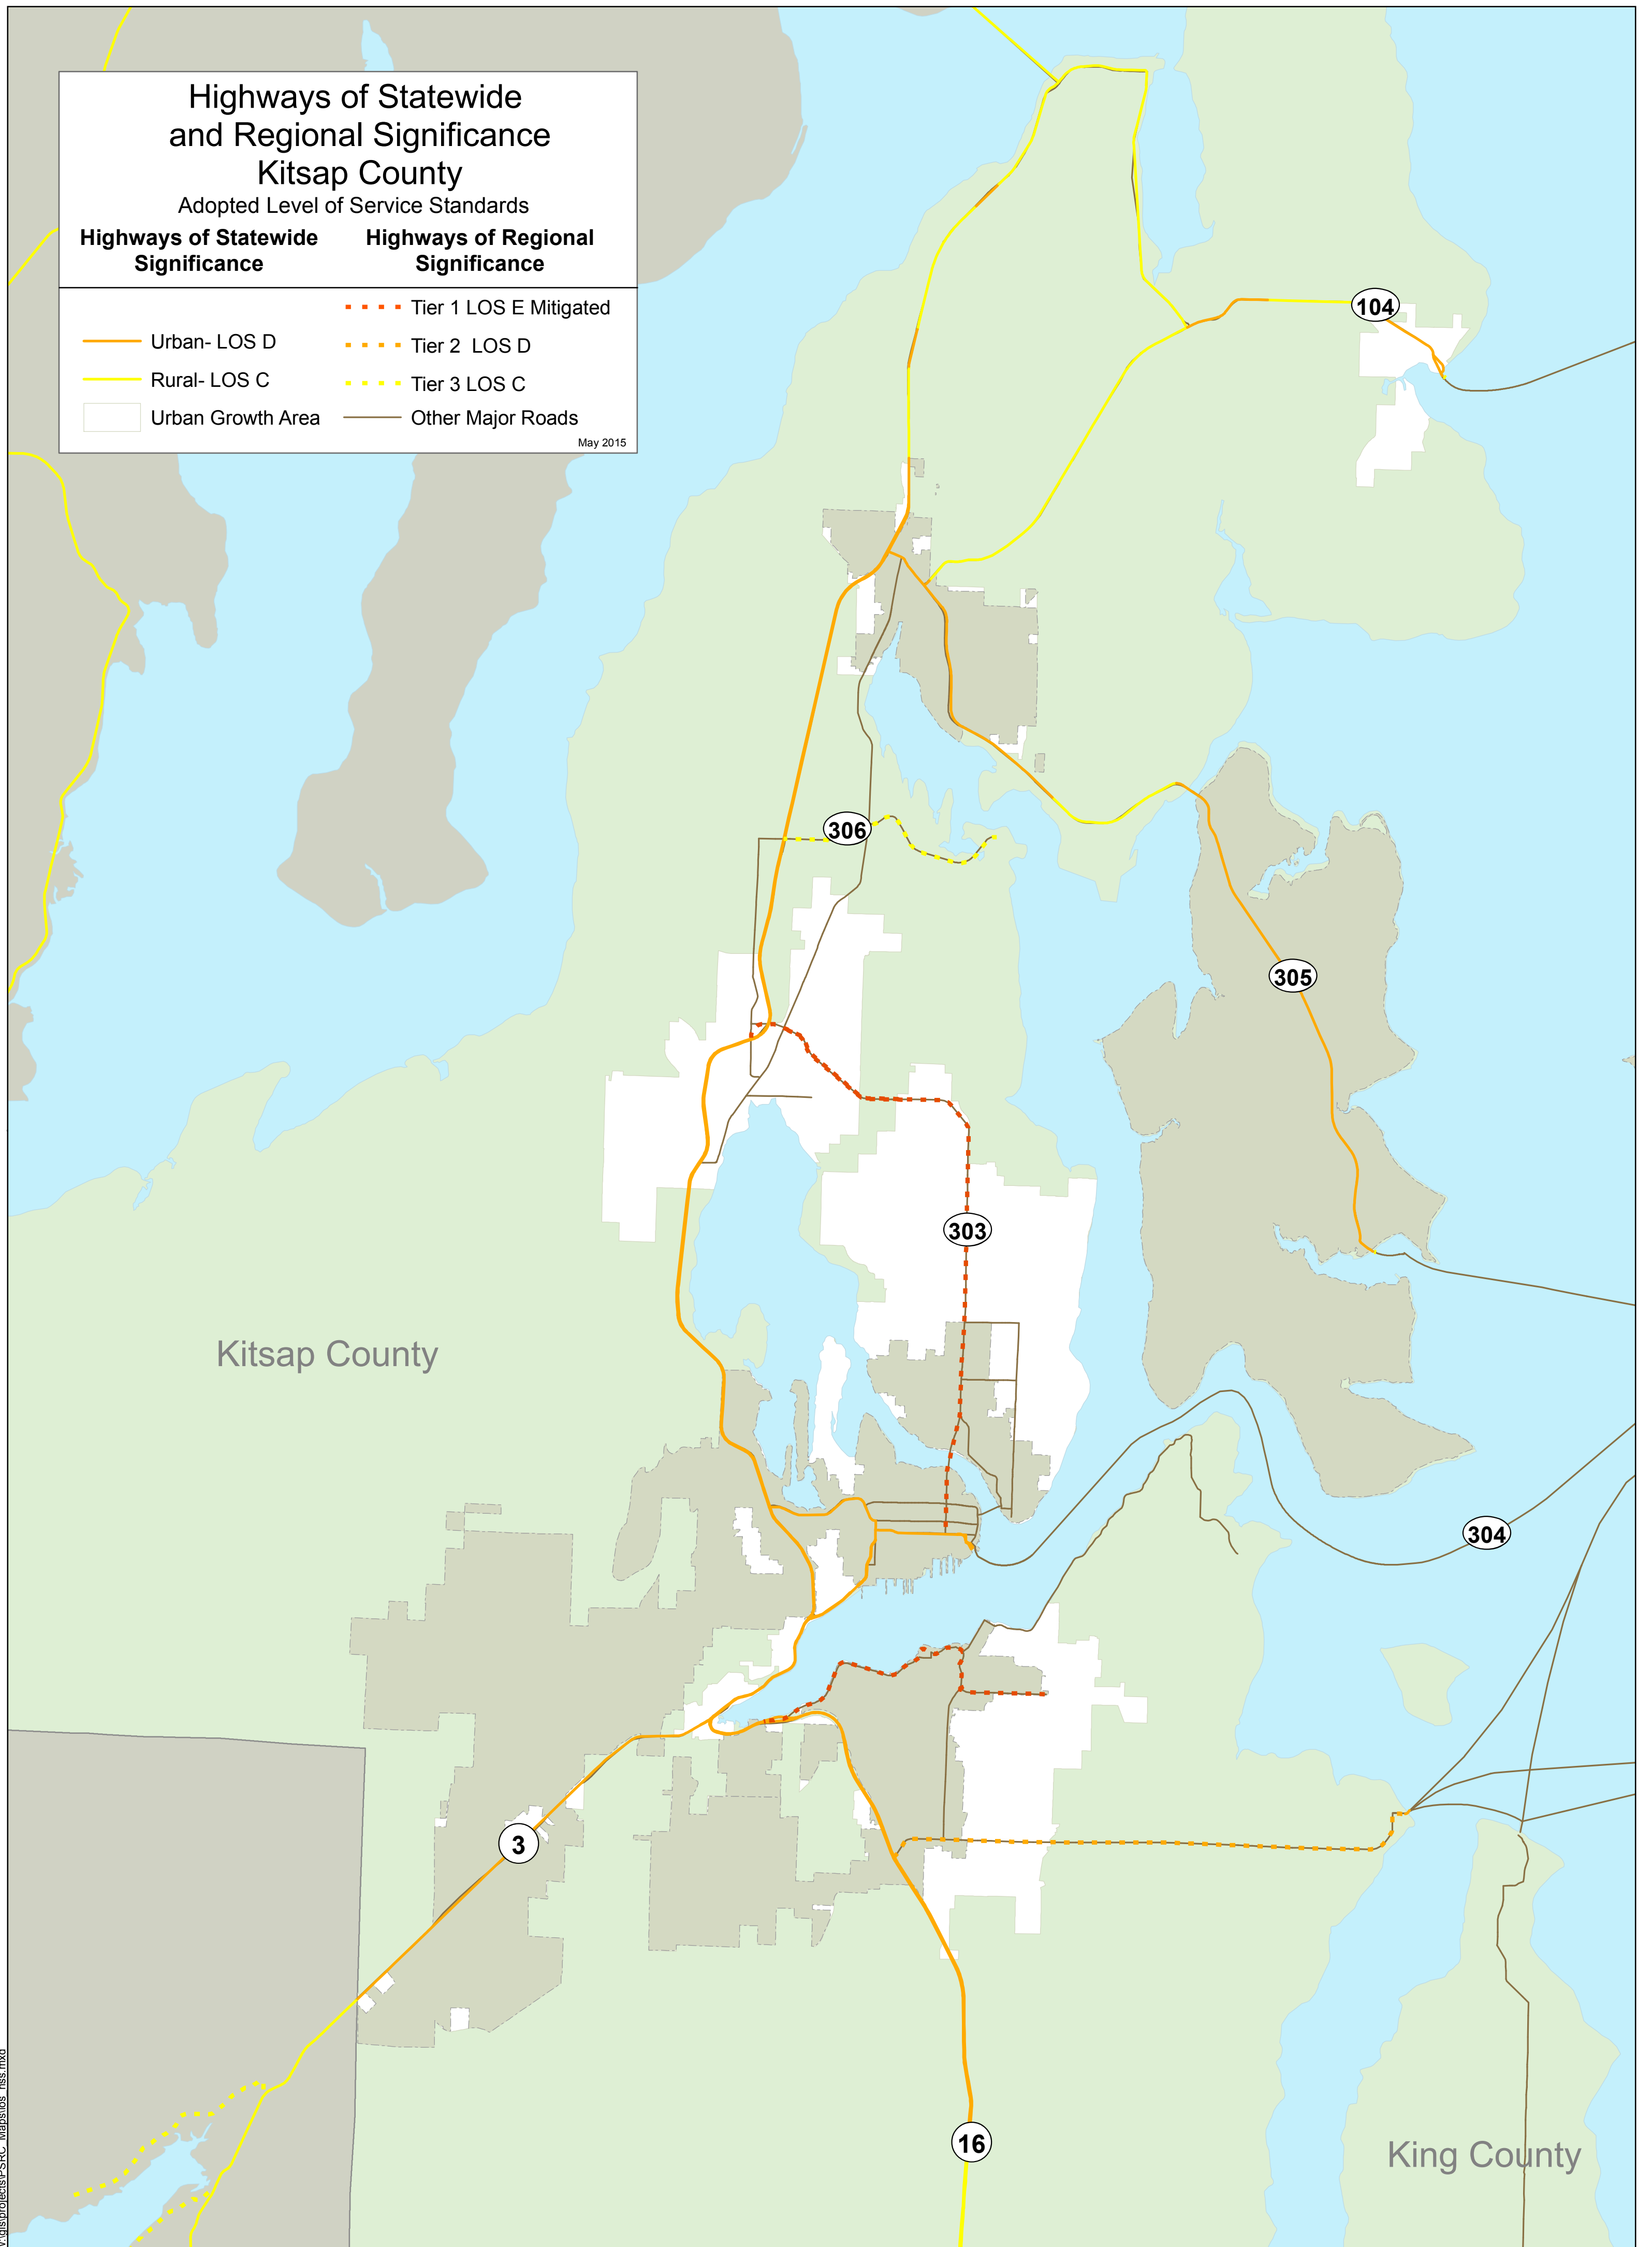 Highways of Statewide
and Regional Significance
Kitsap County
Adopted Level of Service Standards
Highways of Statewide
Significance
Highways of Regional
Significance
Tier 1 LOS E Mitigated
Urban- LOS D
Tier 2 LOS D
Rural- LOS C
Tier 3 LOS C
Urban Growth Area
Other Major Roads
May 2015
104
306
305
303
Kitsap County
304
3
16
King County